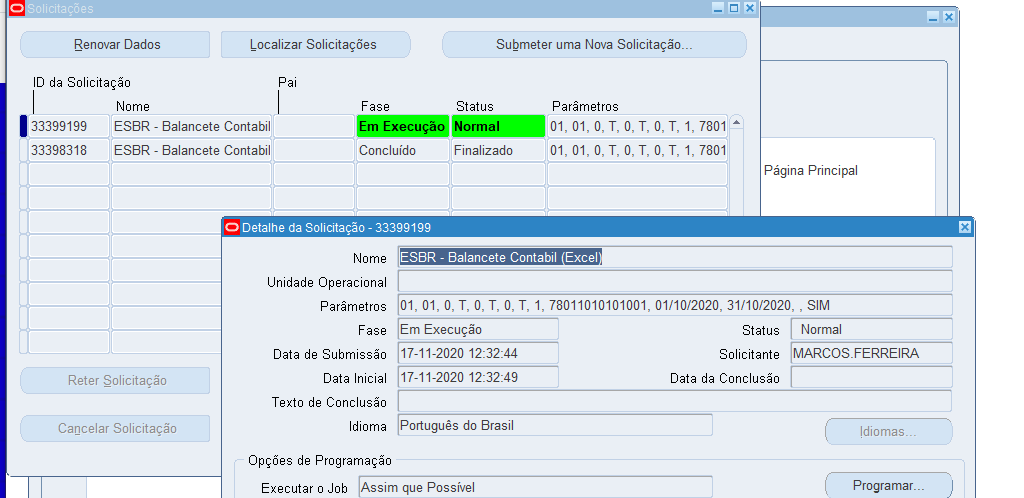 Solicitações
Renovar Dados
Localizar Solicitações
Submeter uma Nova Solicitação...
ID da Solicitação
Pai
Nome
Fase
Status
Parâmetros
33399199 ESBR - Balancete Contabil Em Execução Normal 01, 01, 0, T, 0, T, 0, T, 1, 7801
33398318 ESBR - Balancete Contabil Concluído Finalizado 01, 01, 0, T, 0, T, 0, T, 1, 7801
Página Principal
Detalhe da Solicitação - 33399199
Nome ESBR - Balancete Contabil (Excel)
Unidade Operacional
Parâmetros 01, 01, 0, T, 0, T, 0, T, 1, 78011010101001, 01/10/2020, 31/10/2020, , SIM
Fase Em Execução Status Normal
Data de Submissão 17-11-2020 12:32:44 Solicitante MARCOS.FERREIRA
Data Inicial 17-11-2020 12:32:49 Data da Conclusão
Texto de Conclusão
Idioma Português do Brasil
Idiomas...
Reter Solicitação
Cancelar Solicitação
Opções de Programação
Executar o Job Assim que Possível
Programar...